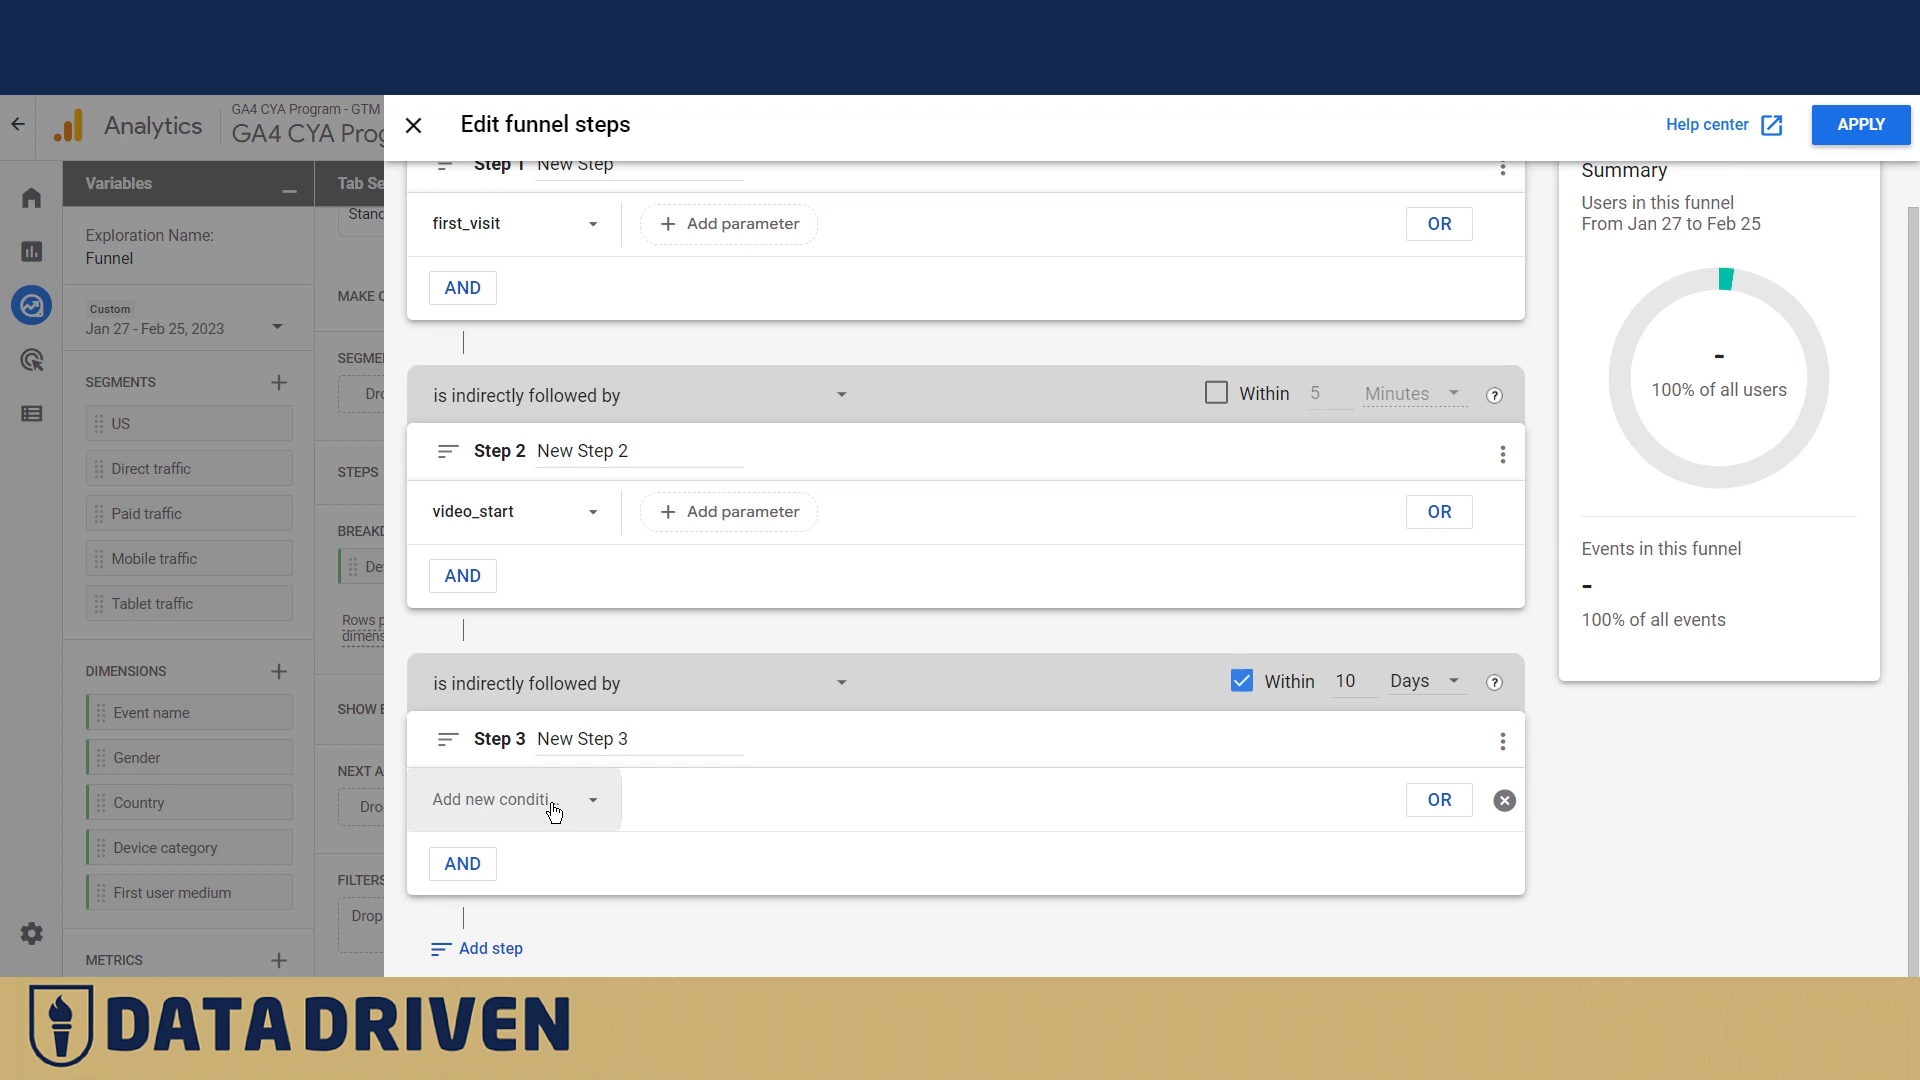 Analytics
GA4 CYA Program - GTM
GA4 CYA Prog
Edit funnel steps
Help center
APPLY
Variables
Exploration Name:
Funnel
Custom
Jan 27 - Feb 25, 2023
SEGMENTS
US
Direct traffic
Paid traffic
Mobile traffic
Tablet traffic
DIMENSIONS
Event name
Gender
Country
Device category
First user medium
METRICS
Tab Se
Stand
MAKE
SEGME
Dro
STEPS
BREAKD
De
Rows p
dimens
SHOW E
NEXT A
Dro
FILTERS
Drop
Step 1 New Step
first_visit
+ Add parameter
OR
AND
is indirectly followed by
Within 5 Minutes
?
Step 2 New Step 2
video_start
+ Add parameter
OR
AND
is indirectly followed by
Within 10 Days
?
Step 3 New Step 3
Add new conditi
OR
AND
Add step
Summary
Users in this funnel
From Jan 27 to Feb 25
-
100% of all users
Events in this funnel
-
100% of all events
DATA DRIVEN